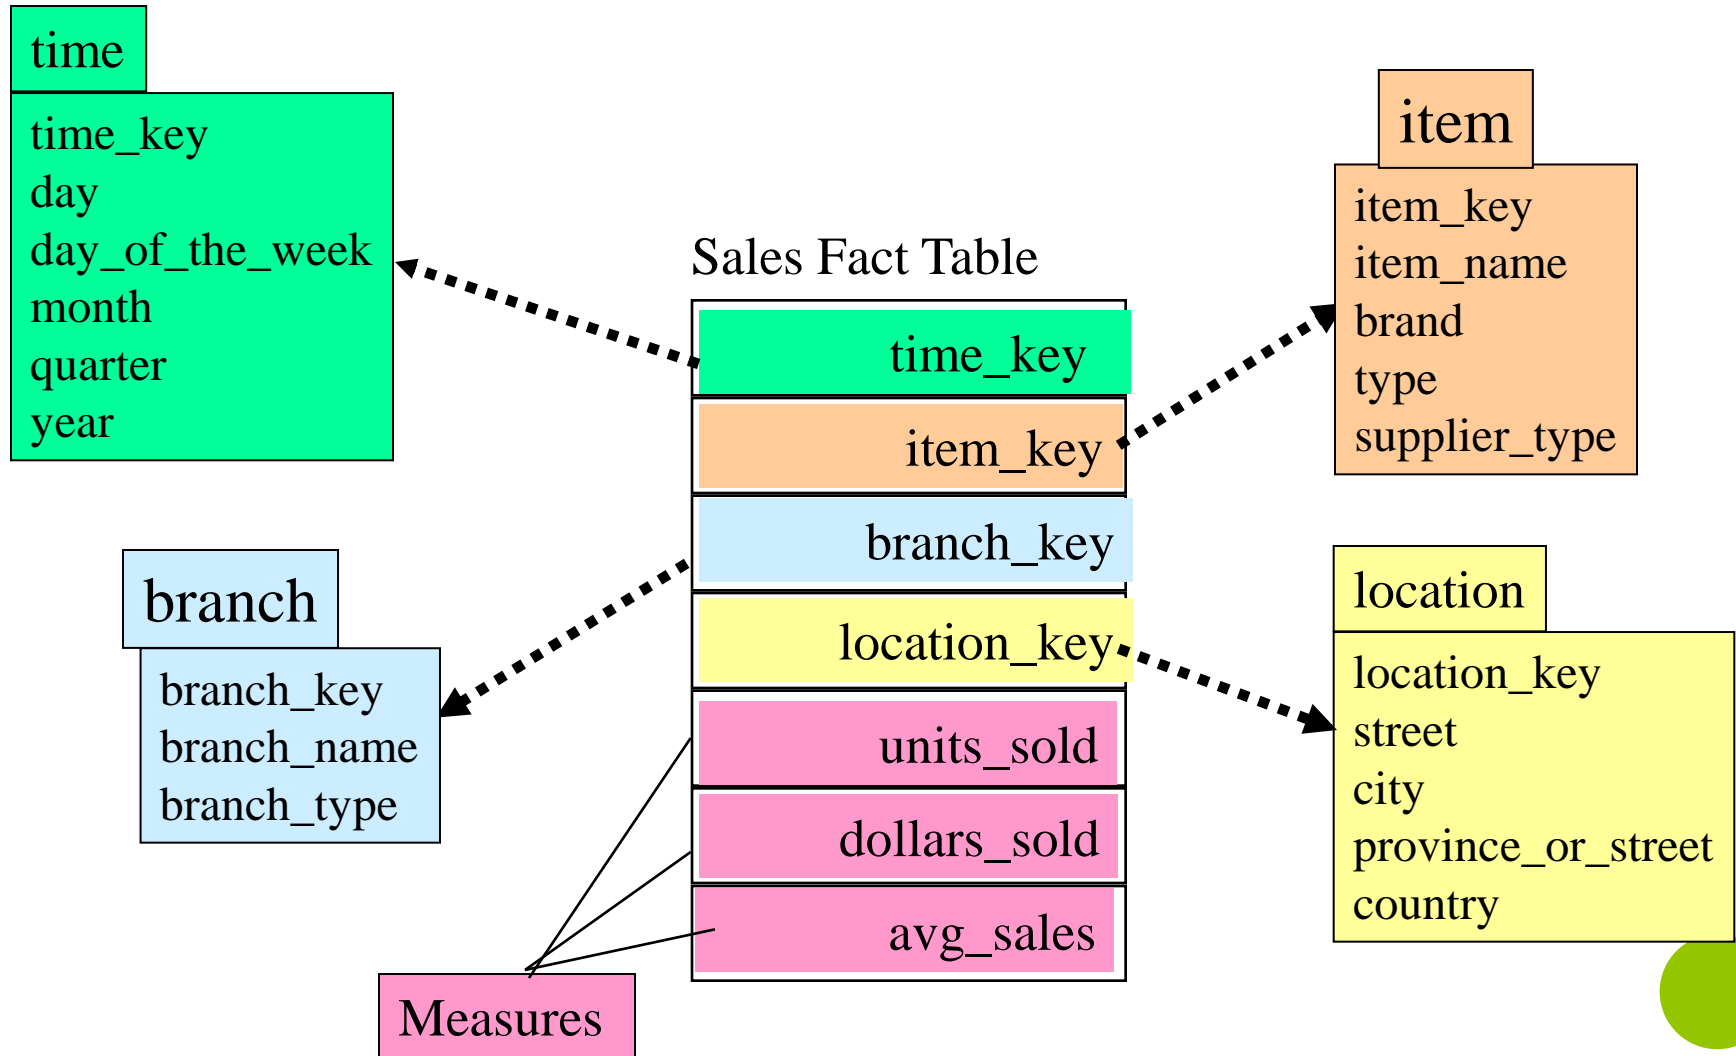 time
time_key
day
day_of_the_week
month
quarter
year
item
item_key
item_name
brand
type
supplier_type
Sales Fact Table
time_key
item_key
branch_key
location_key
units_sold
dollars_sold
avg_sales
branch
branch_key
branch_name
branch_type
location
location_key
street
city
province_or_street
country
Measures